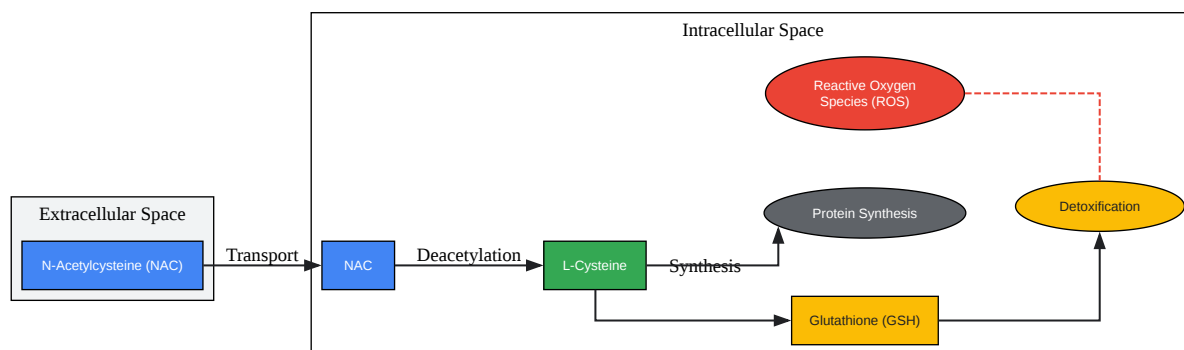 Intracellular Space
Reactive Oxygen
Species (ROS)
Extracellular Space
Protein Synthesis
Detoxification
N-Acetylcysteine (NAC)
Transport
NAC
Deacetylation
L-Cysteine
Synthesis
Glutathione (GSH)